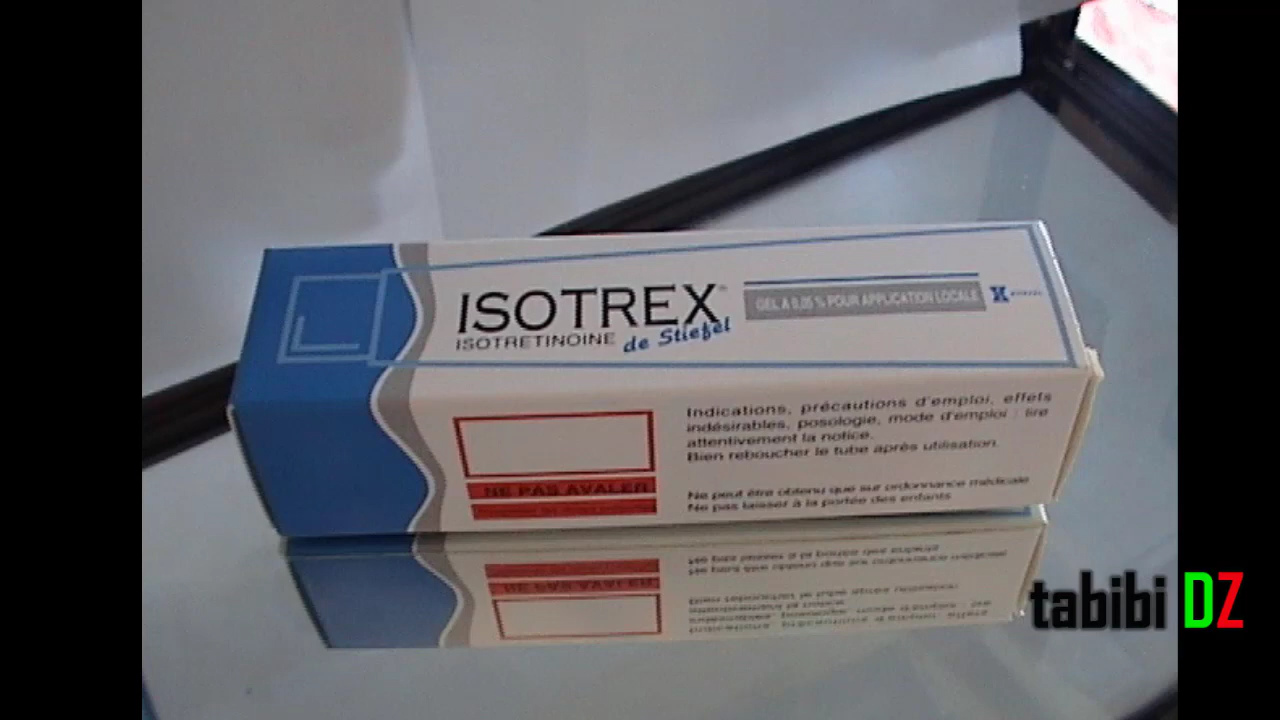 ISOTREX
ISOTRETINOINE de Stiefel
GEL A 0,05 % POUR APPLICATION LOCALE
STIEFEL
Indications, précautions d'emploi, effets
indésirables, posologie, mode d'emploi : lire
attentivement la notice.
Bien reboucher le tube après utilisation.
Ne peut être obtenu que sur ordonnance médicale
Ne pas laisser à la portée des enfants
NE PAS AVALER
tabibi DZ